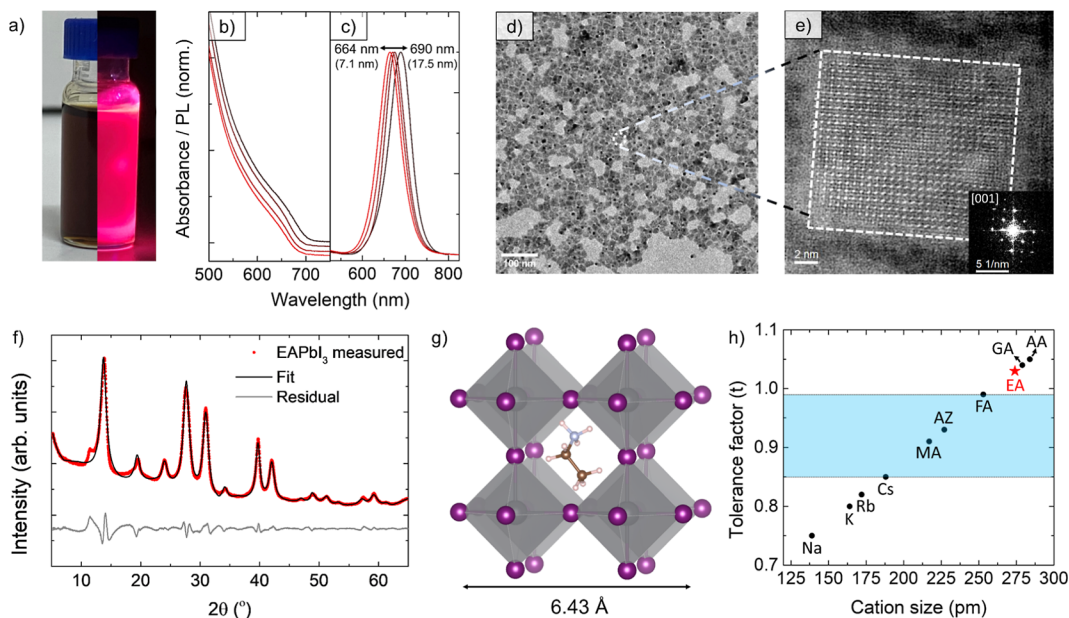 a)
b)
c)
d)
e)
664 nm
690 nm
(7.1 nm)
(17.5 nm)
Absorbance / PL (norm.)
500
600
700
600
700
800
Wavelength (nm)
100 nm
2 nm
[001]
5 1/nm
f)
EAPbI₃ measured
Fit
Residual
Intensity (arb. units)
10
20
30
40
50
60
2θ (°)
g)
6.43 Å
h)
Tolerance factor (t)
1.1
1.0
0.9
0.8
0.7
GA
AA
EA
FA
AZ
MA
Cs
Rb
K
Na
125
150
175
200
225
250
275
300
Cation size (pm)